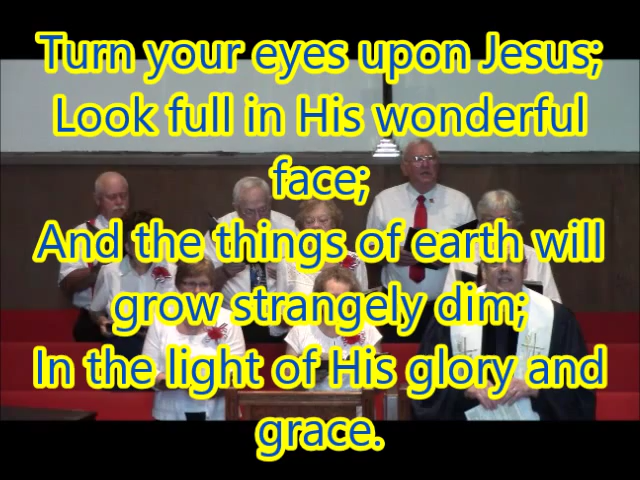 Turn your eyes upon Jesus;
Look full in His wonderful
face;
And the things of earth will
grow strangely dim;
In the light of His glory and
grace.